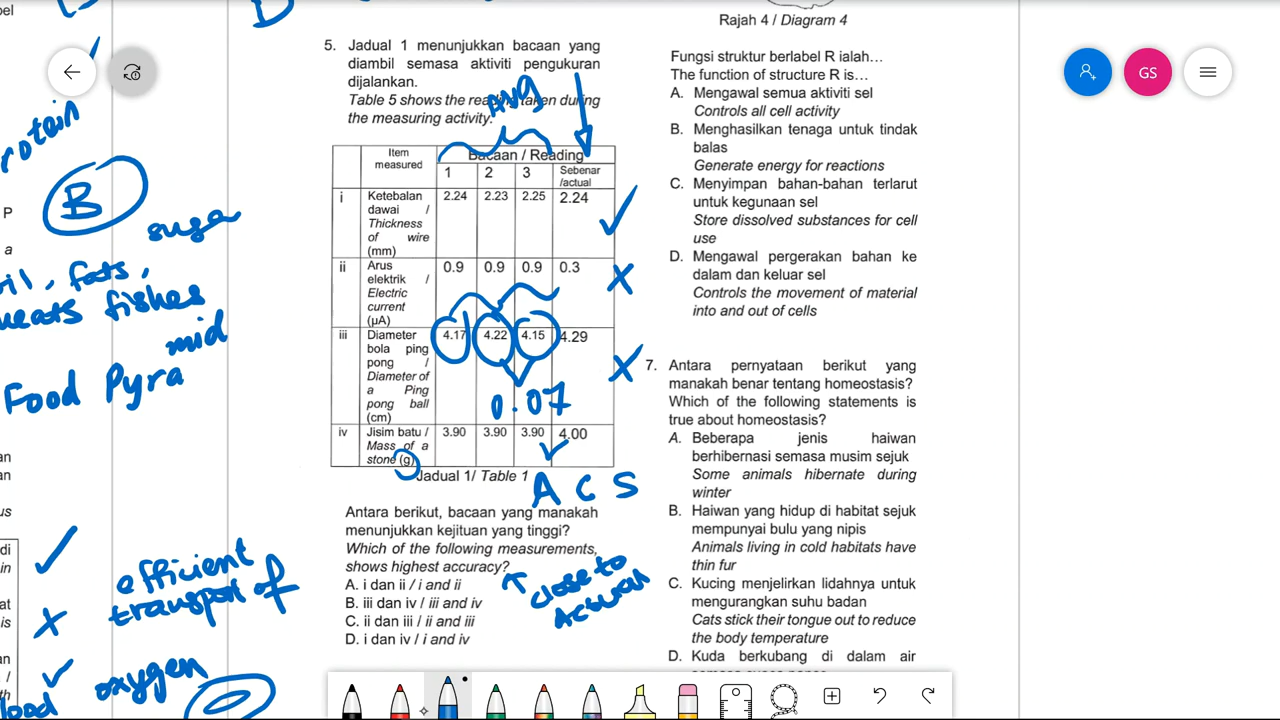 rotein
B
P
a
suga
il, fats,
meats fishes
mid
Food Pyra
an
us
di
in
at
is
an
/
th
efficient
transport of
oxygen
lood
5. Jadual 1 menunjukkan bacaan yang
diambil semasa aktiviti pengukuran
dijalankan.
Table 5 shows the reading taken during
the measuring activity.
Avg
Item measured | Bacaan / Reading
1 | 2 | 3 | Sebenar /actual
i | Ketebalan dawai / Thickness of wire (mm) | 2.24 | 2.23 | 2.25 | 2.24
ii | Arus elektrik / Electric current (µA) | 0.9 | 0.9 | 0.9 | 0.3
iii | Diameter bola ping pong / Diameter of a Ping pong ball (cm) | 4.17 | 4.22 | 4.15 | 4.29
0.07
iv | Jisim batu / Mass of a stone (g) | 3.90 | 3.90 | 3.90 | 4.00
Jadual 1/ Table 1
A C S
Antara berikut, bacaan yang manakah
menunjukkan kejituan yang tinggi?
Which of the following measurements,
shows highest accuracy?
A. i dan ii / i and ii
B. iii dan iv / iii and iv
C. ii dan iii / ii and iii
D. i dan iv / i and iv
close to
Rajah 4 / Diagram 4
Fungsi struktur berlabel R ialah…
The function of structure R is…
A. Mengawal semua aktiviti sel
Controls all cell activity
B. Menghasilkan tenaga untuk tindak
balas
Generate energy for reactions
C. Menyimpan bahan-bahan terlarut
untuk kegunaan sel
Store dissolved substances for cell
use
D. Mengawal pergerakan bahan ke
dalam dan keluar sel
Controls the movement of material
into and out of cells
7. Antara pernyataan berikut yang
manakah benar tentang homeostasis?
Which of the following statements is
true about homeostasis?
A. Beberapa jenis haiwan
berhibernasi semasa musim sejuk
Some animals hibernate during
winter
B. Haiwan yang hidup di habitat sejuk
mempunyai bulu yang nipis
Animals living in cold habitats have
thin fur
C. Kucing menjelirkan lidahnya untuk
mengurangkan suhu badan
Cats stick their tongue out to reduce
the body temperature
D. Kuda berkubang di dalam air
GS